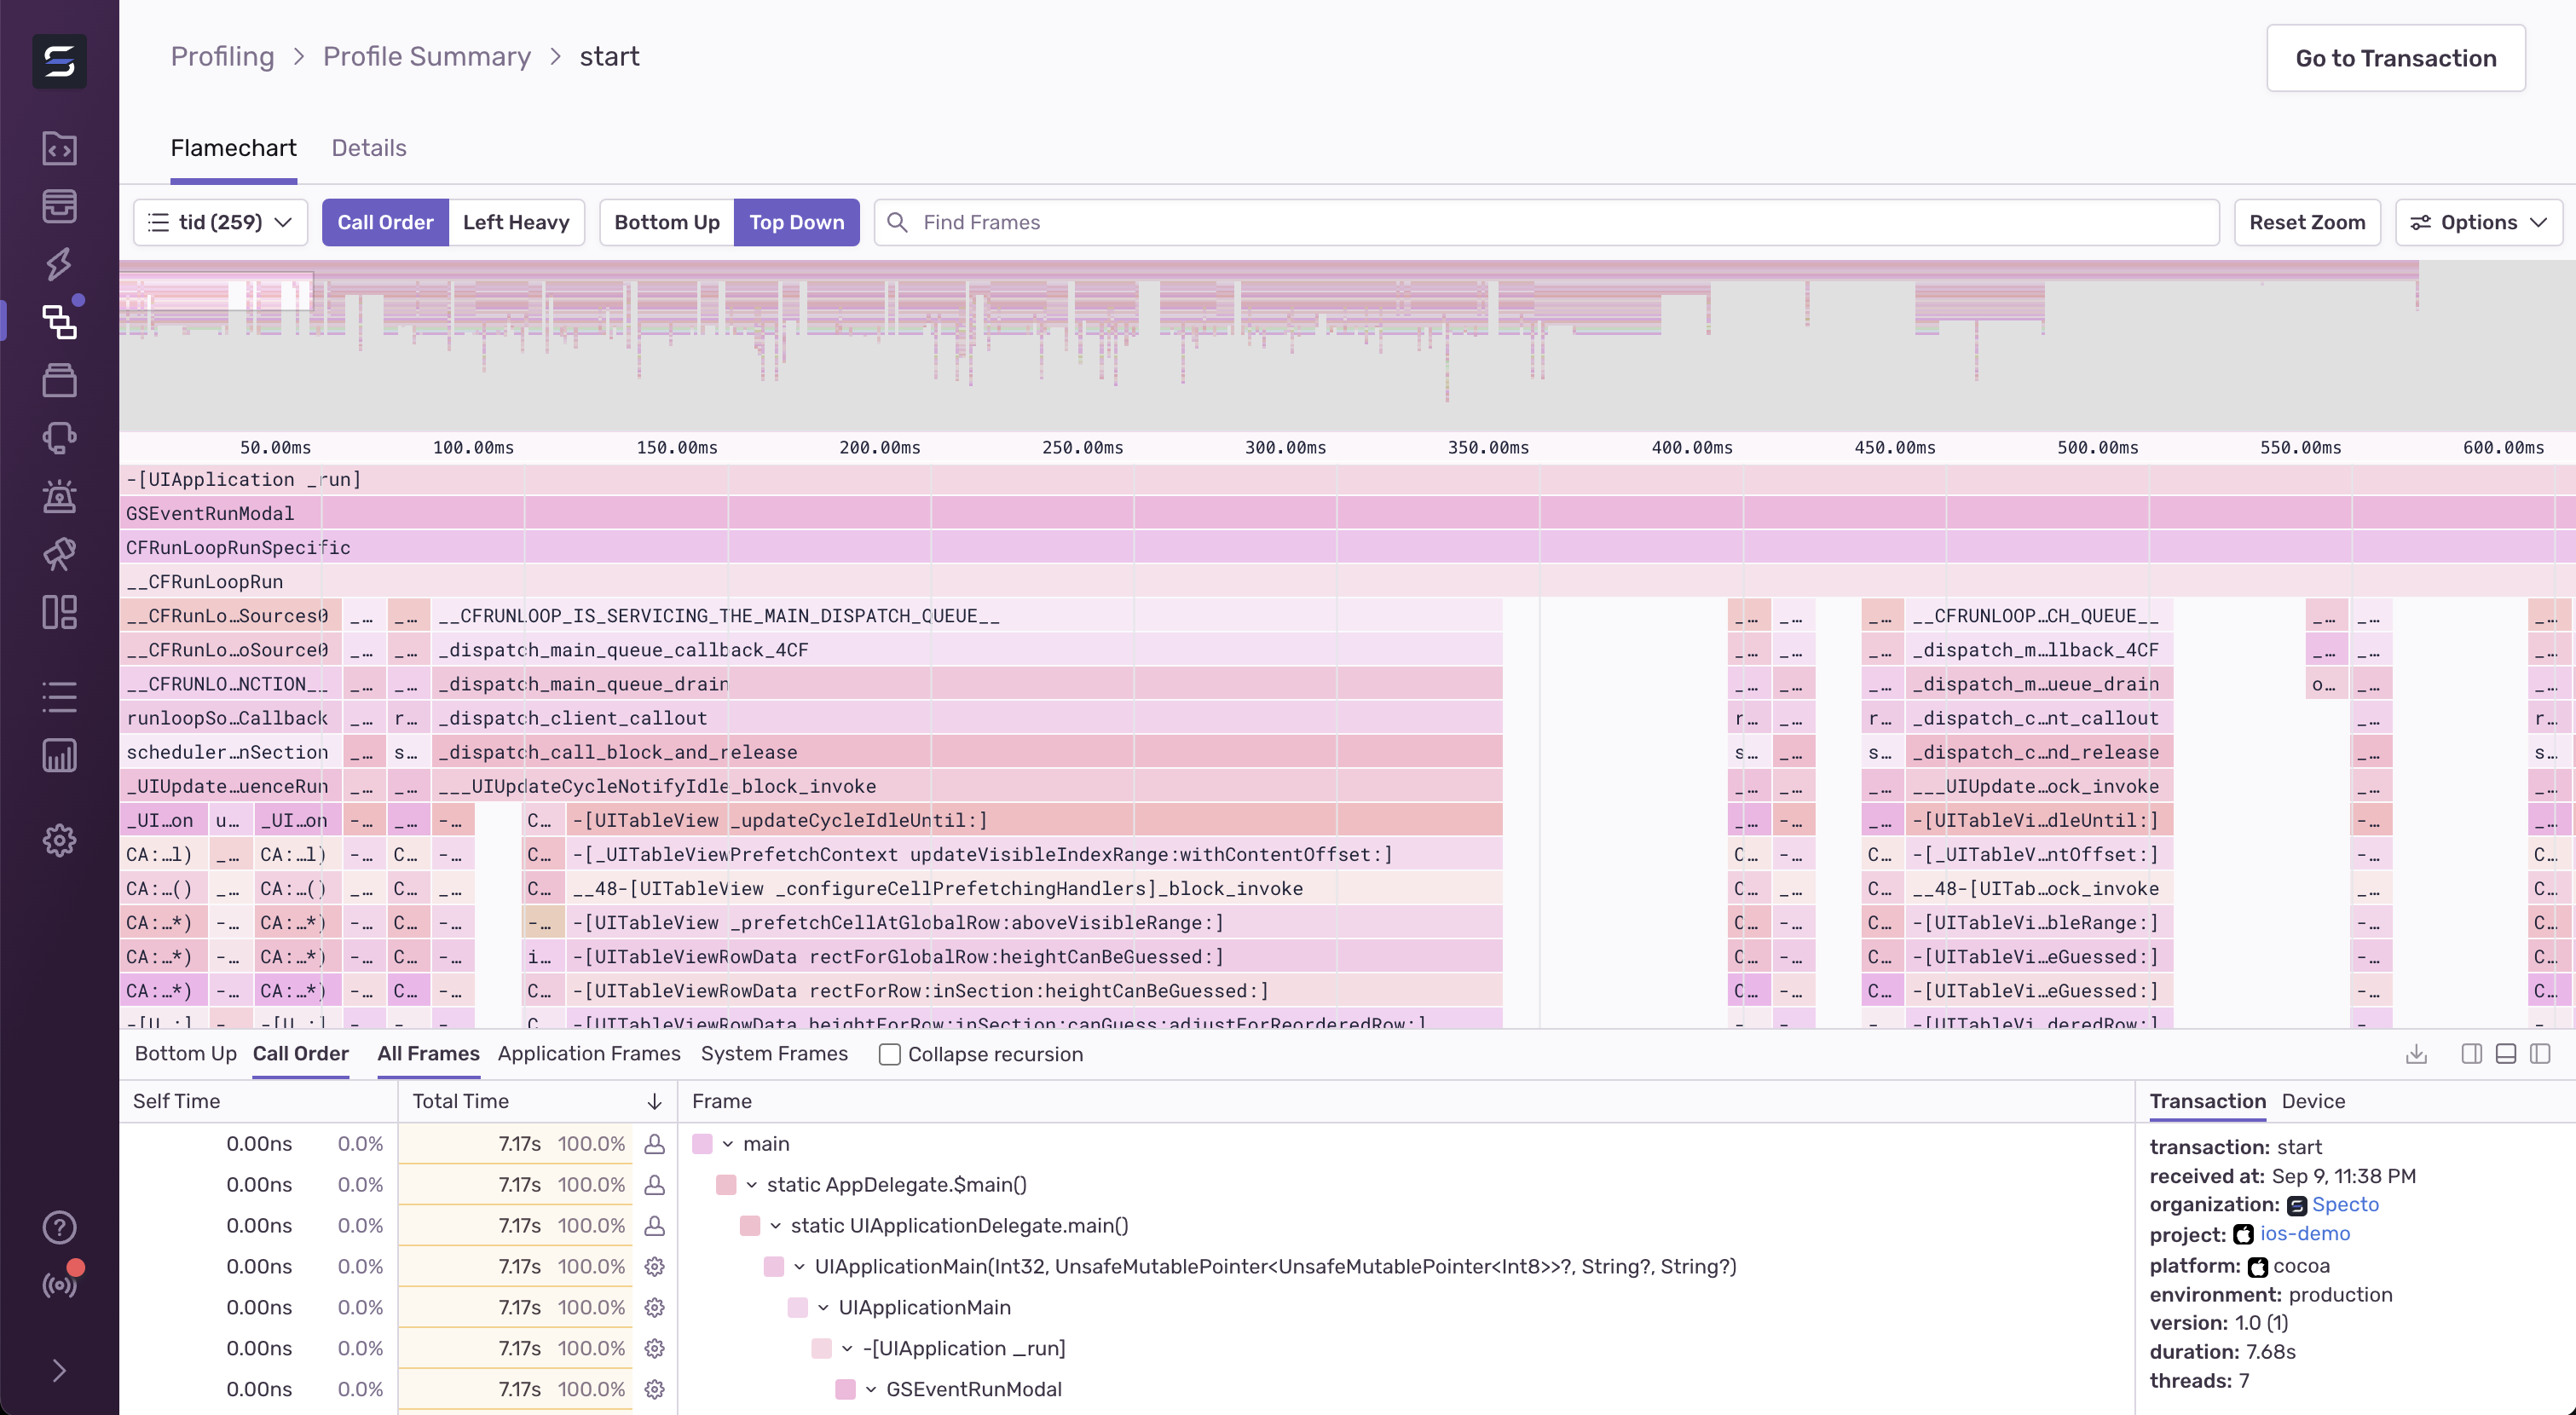 Profiling > Profile Summary > start
Go to Transaction
Flamechart Details
tid (259) Call Order Left Heavy Bottom Up Top Down Find Frames Reset Zoom Options
50.00ms 100.00ms 150.00ms 200.00ms 250.00ms 300.00ms 350.00ms 400.00ms 450.00ms 500.00ms 550.00ms 600.00ms
-[UIApplication _run]
GSEventRunModal
CFRunLoopRunSpecific
__CFRunLoopRun
__CFRunLo…Sources0 _… _… __CFRUNLOOP_IS_SERVICING_THE_MAIN_DISPATCH_QUEUE__ _… _… _… __CFRUNLOOP…CH_QUEUE__ _… _… _…
__CFRunLo…oSource0 _… _… _dispatch_main_queue_callback_4CF _… _… _… _dispatch_m…llback_4CF _… _… _…
__CFRUNLO…NCTION__ _… _… _dispatch_main_queue_drain _… _… _… _dispatch_m…ueue_drain o… _… _…
runloopSo…Callback _… r… _dispatch_client_callout r… _… r… _dispatch_c…nt_callout _… r…
scheduler…nSection _… s… _dispatch_call_block_and_release s… _… s… _dispatch_c…nd_release _… s…
_UIUpdate…uenceRun _… _… ___UIUpdateCycleNotifyIdle_block_invoke _… _… _… ___UIUpdate…ock_invoke _… _…
_UI…on u… _UI…on -… _… -… C… -[UITableView _updateCycleIdleUntil:] _… -… _… -[UITableVi…dleUntil:] -… _…
CA:…l) _… CA:…l) -… C… -… C… -[_UITableViewPrefetchContext updateVisibleIndexRange:withContentOffset:] C… -… C… -[_UITableV…ntOffset:] -… C…
CA:…() _… CA:…() _… C… _… C… __48-[UITableView _configureCellPrefetchingHandlers]_block_invoke C… _… C… __48-[UITab…ock_invoke _… C…
CA:…*) -… CA:…*) -… C… -… -… -[UITableView _prefetchCellAtGlobalRow:aboveVisibleRange:] C… -… C… -[UITableVi…bleRange:] -… C…
CA:…*) -… CA:…*) -… C… -… i… -[UITableViewRowData rectForGlobalRow:heightCanBeGuessed:] C… -… C… -[UITableVi…eGuessed:] -… C…
CA:…*) -… CA:…*) -… C… -… C… -[UITableViewRowData rectForRow:inSection:heightCanBeGuessed:] C… -… C… -[UITableVi…eGuessed:] -… C…
-[U…:] - -[U…:] - - - C -[UITableViewRowData heightForRow:inSection:canGuess:adjustForReorderedRow:] - - - -[UITableVi…deredRow:] - -
Bottom Up Call Order All Frames Application Frames System Frames Collapse recursion
Self Time Total Time Frame
0.00ns 0.0% 7.17s 100.0% main
0.00ns 0.0% 7.17s 100.0% static AppDelegate.$main()
0.00ns 0.0% 7.17s 100.0% static UIApplicationDelegate.main()
0.00ns 0.0% 7.17s 100.0% UIApplicationMain(Int32, UnsafeMutablePointer<UnsafeMutablePointer<Int8>>?, String?, String?)
0.00ns 0.0% 7.17s 100.0% UIApplicationMain
0.00ns 0.0% 7.17s 100.0% -[UIApplication _run]
0.00ns 0.0% 7.17s 100.0% GSEventRunModal
Transaction Device
transaction: start
received at: Sep 9, 11:38 PM
organization: Specto
project: ios-demo
platform: cocoa
environment: production
version: 1.0 (1)
duration: 7.68s
threads: 7